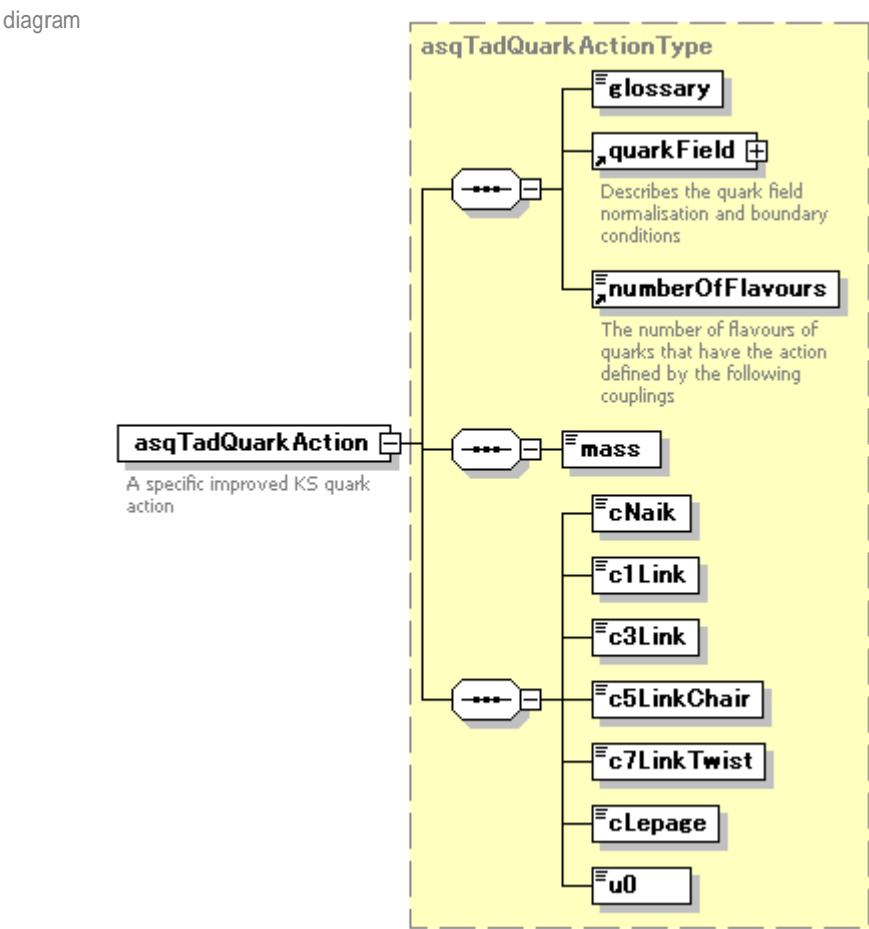 diagram
asqTadQuarkActionType
glossary
quarkField
Describes the quark field
normalisation and boundary
conditions
numberOfFlavours
The number of flavours of
quarks that have the action
defined by the following
couplings
asqTadQuarkAction
A specific improved KS quark
action
mass
cNaik
c1Link
c3Link
c5LinkChair
c7LinkTwist
cLepage
u0